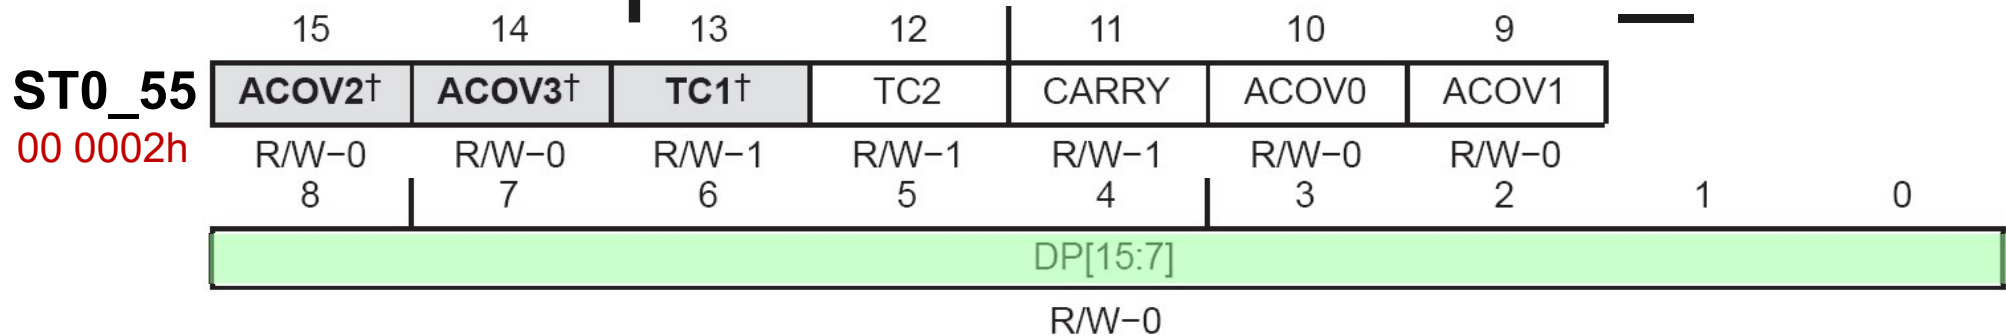 15 14 13 12 11 10 9
ST0_55 ACOV2† ACOV3† TC1† TC2 CARRY ACOV0 ACOV1
00 0002h R/W−0 R/W−0 R/W−1 R/W−1 R/W−1 R/W−0 R/W−0
8 7 6 5 4 3 2 1 0
DP[15:7]
R/W−0